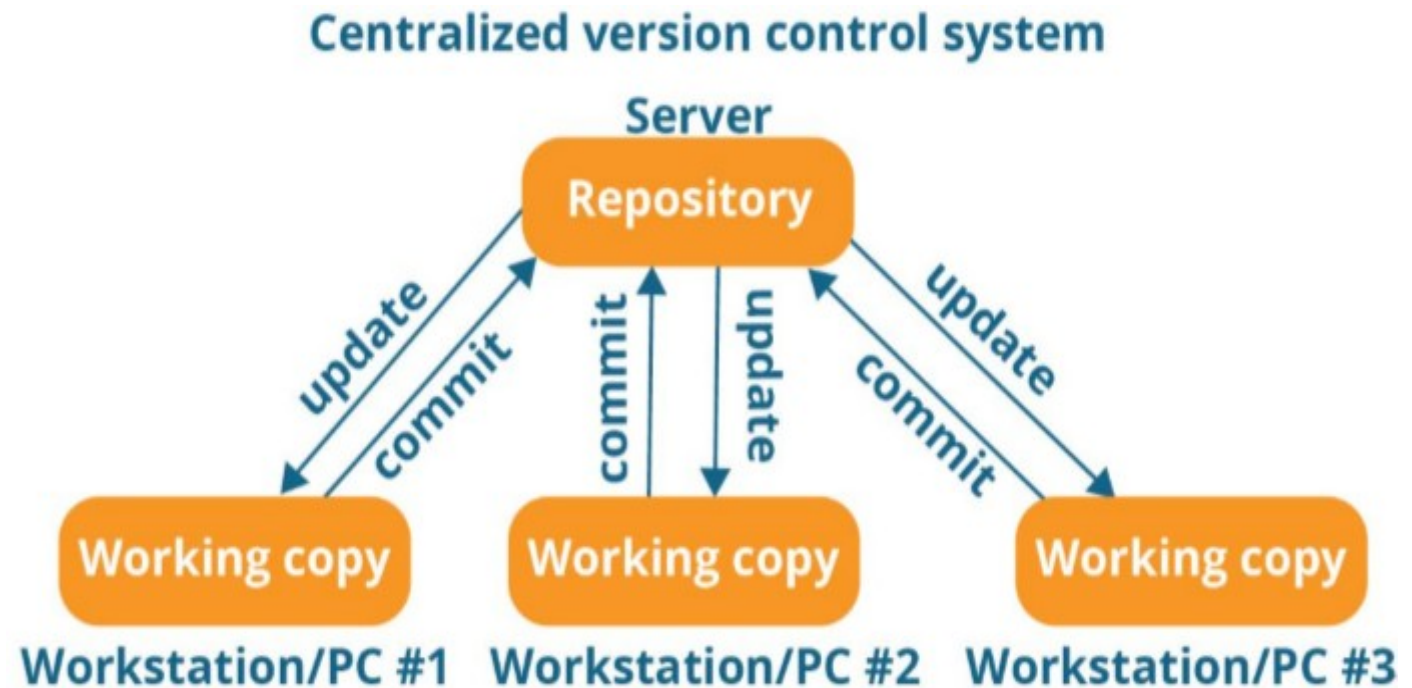 Centralized version control system
Server
Repository
update
commit
commit
update
update
commit
Working copy
Working copy
Working copy
Workstation/PC #1
Workstation/PC #2
Workstation/PC #3